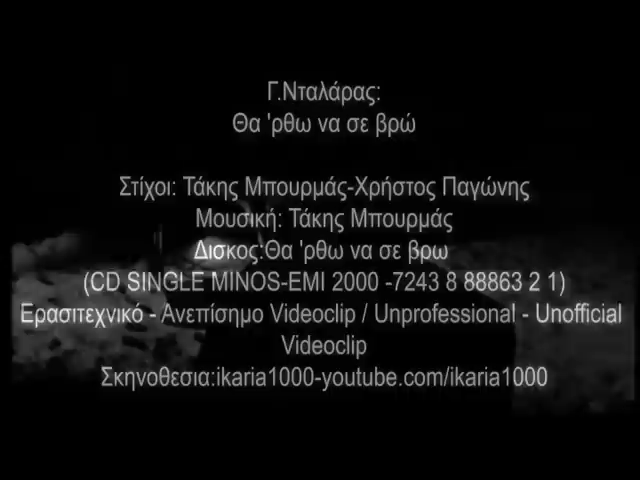 Γ.Νταλάρας:
Θα 'ρθω να σε βρώ
Στίχοι: Τάκης Μπουρμάς-Χρήστος Παγώνης
Μουσική: Τάκης Μπουρμάς
Δισκος:Θα 'ρθω να σε βρω
(CD SINGLE MINOS-EMI 2000 -7243 8 88863 2 1)
Ερασιτεχνικό - Ανεπίσημο Videoclip / Unprofessional - Unofficial
Videoclip
Σκηνοθεσια:ikaria1000-youtube.com/ikaria1000